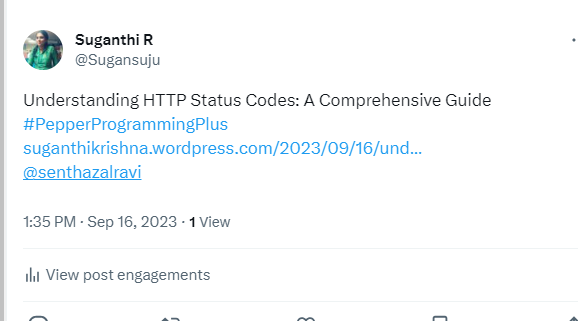 Suganthi R
@Sugansuju
Understanding HTTP Status Codes: A Comprehensive Guide
#PepperProgrammingPlus
suganthikrishna.wordpress.com/2023/09/16/und...
@senthazalravi
1:35 PM · Sep 16, 2023 · 1 View
View post engagements